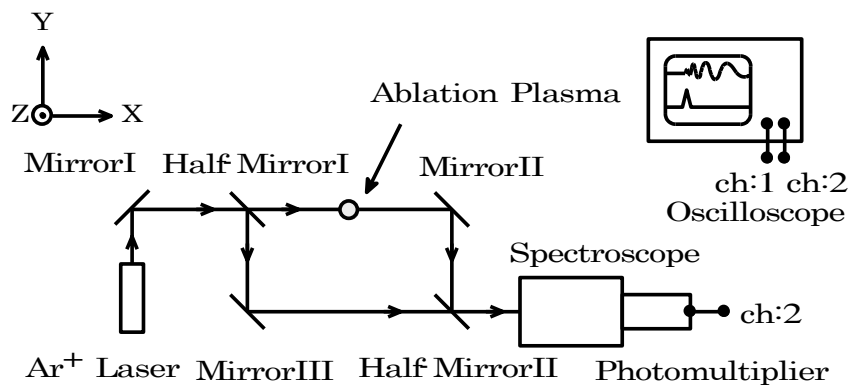 Y
Z X
Ablation Plasma
MirrorI Half MirrorI MirrorII
ch:1 ch:2
Oscilloscope
Spectroscope
ch:2
Ar+ Laser MirrorIII Half MirrorII Photomultiplier